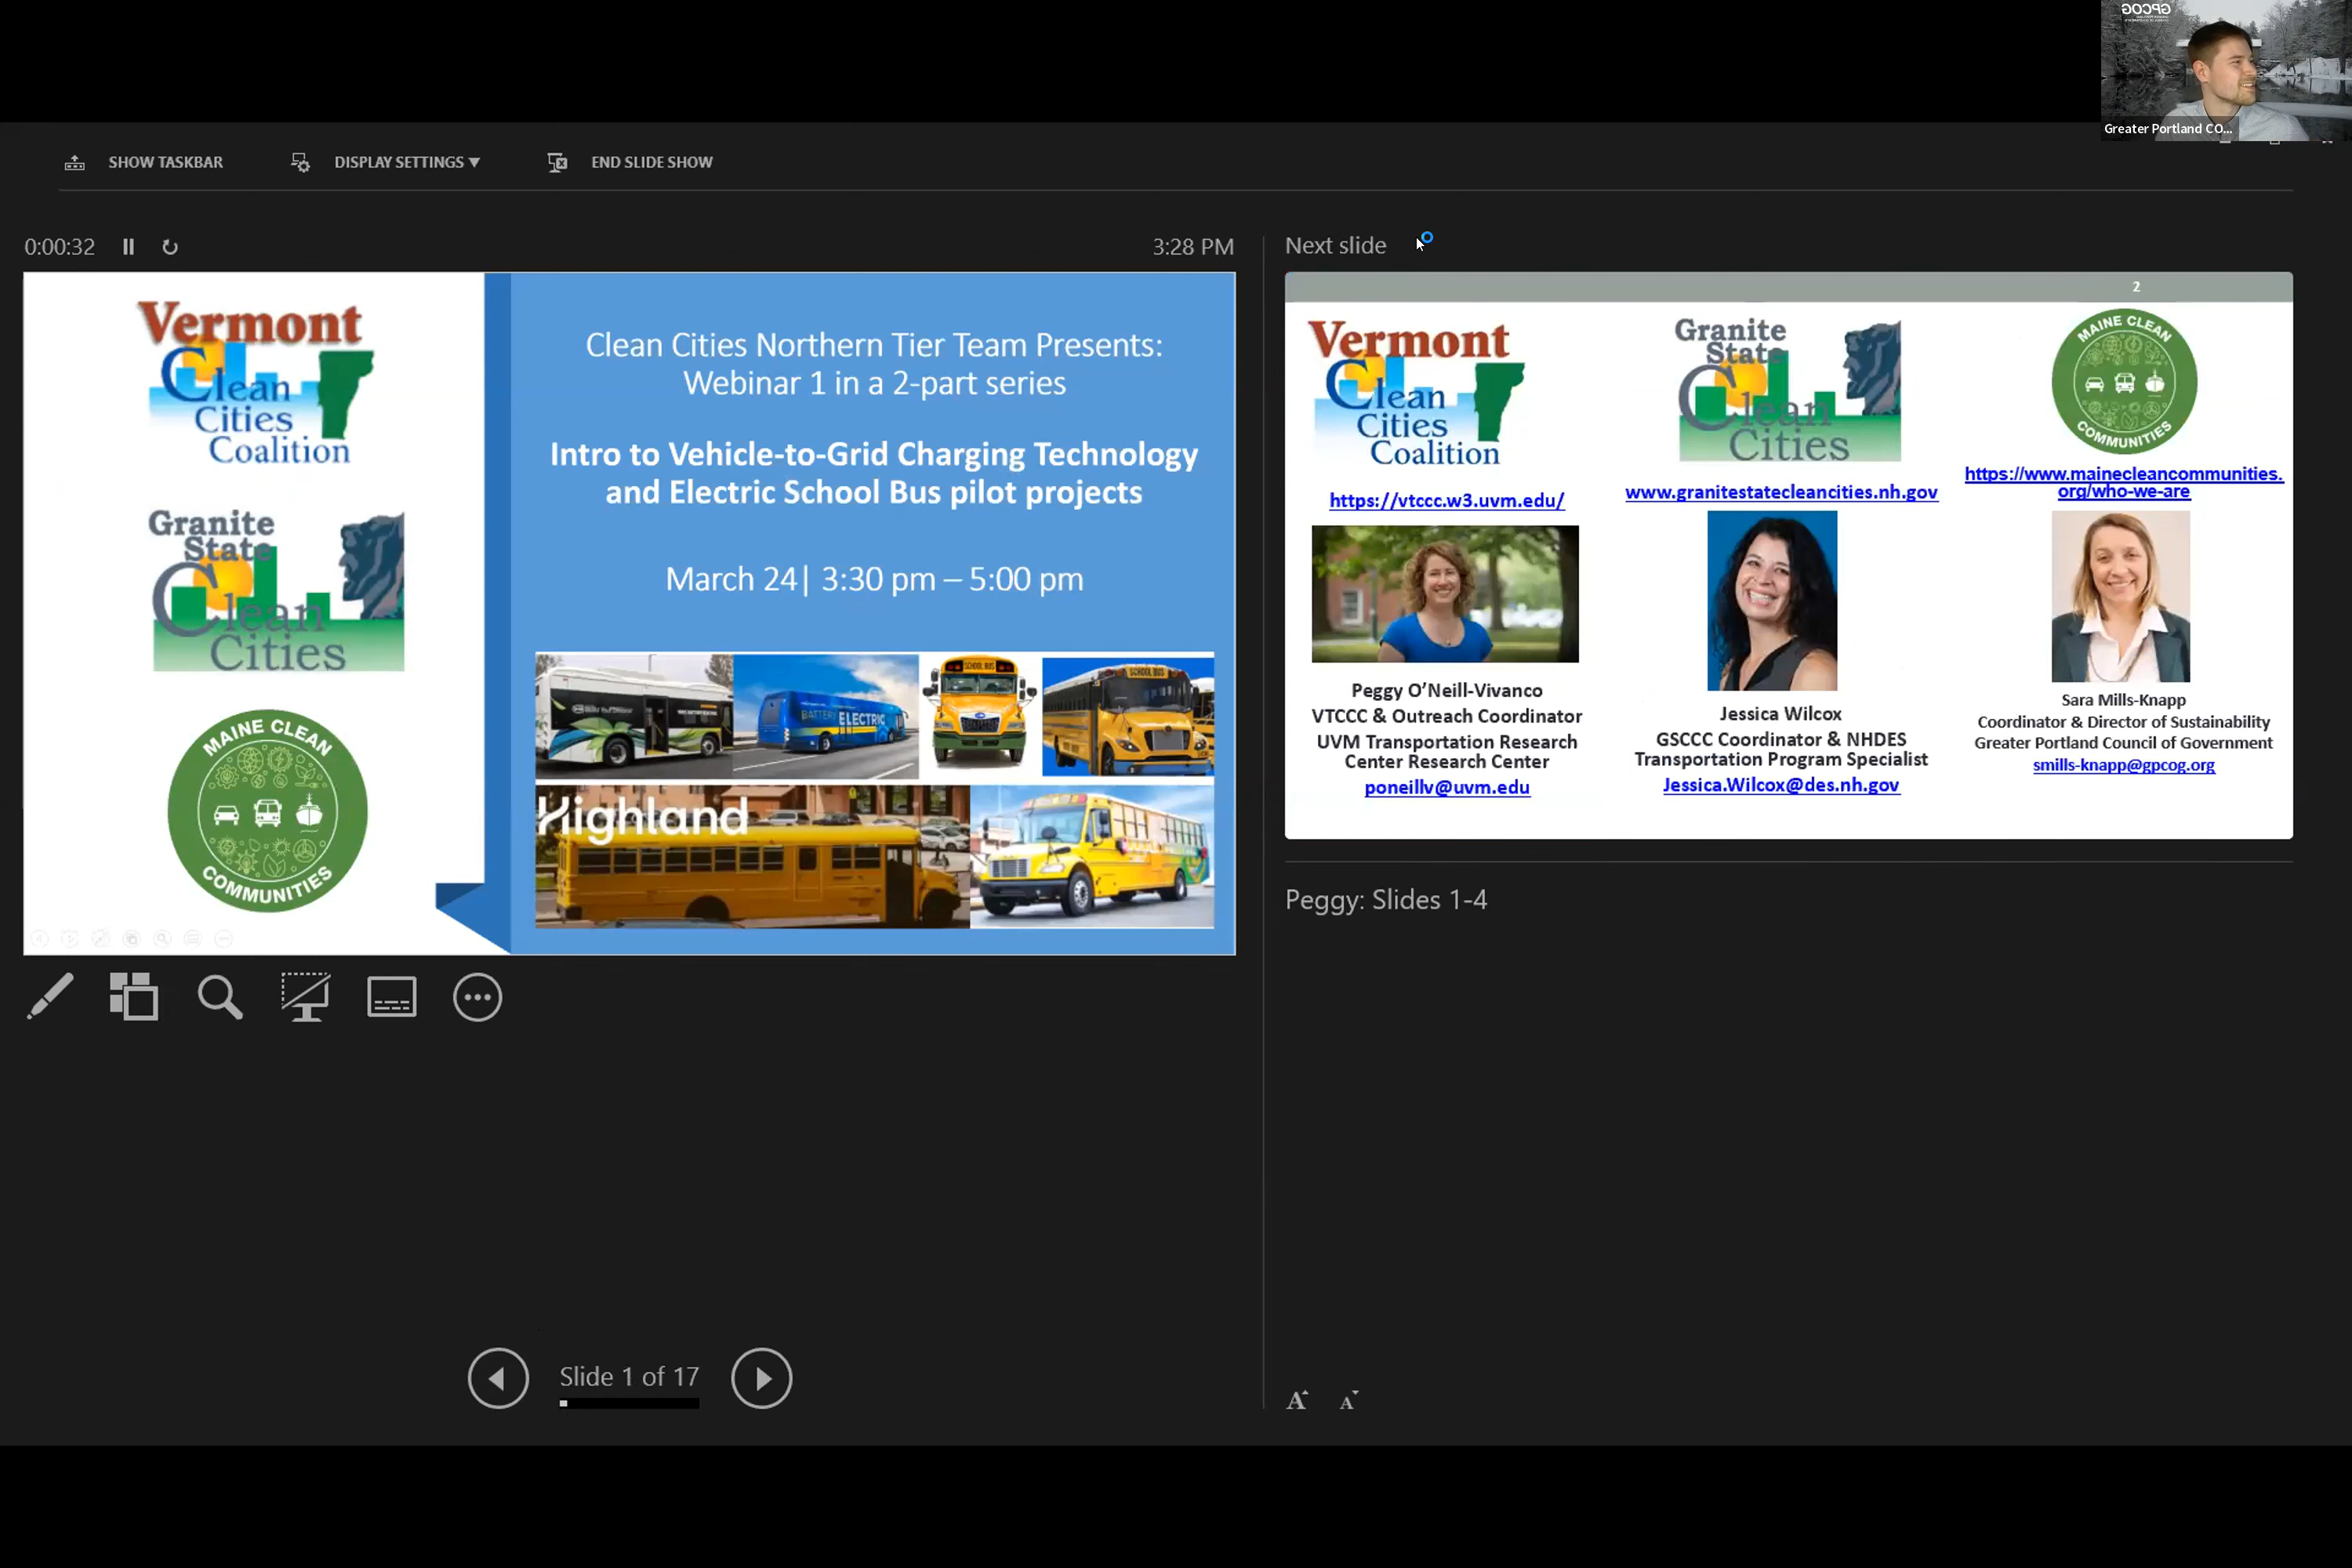 GPCOG
Greater Portland CO...
SHOW TASKBAR
DISPLAY SETTINGS
END SLIDE SHOW
0:00:32
3:28 PM
Vermont
Clean
Cities
Coalition
Granite
State
Clean
Cities
MAINE CLEAN
COMMUNITIES
Clean Cities Northern Tier Team Presents:
Webinar 1 in a 2-part series
Intro to Vehicle-to-Grid Charging Technology
and Electric School Bus pilot projects
March 24| 3:30 pm – 5:00 pm
BATTERY ELECTRIC
SCHOOL BUS
SCHOOL BUS
Highland
Next slide
2
Vermont
Clean
Cities
Coalition
https://vtccc.w3.uvm.edu/
Peggy O'Neill-Vivanco
VTCCC & Outreach Coordinator
UVM Transportation Research
Center Research Center
poneillv@uvm.edu
Granite
State
Clean
Cities
www.granitestatecleancities.nh.gov
Jessica Wilcox
GSCCC Coordinator & NHDES
Transportation Program Specialist
Jessica.Wilcox@des.nh.gov
MAINE CLEAN
COMMUNITIES
https://www.mainecleancommunities.
org/who-we-are
Sara Mills-Knapp
Coordinator & Director of Sustainability
Greater Portland Council of Government
smills-knapp@gpcog.org
Peggy: Slides 1-4
Slide 1 of 17
A A